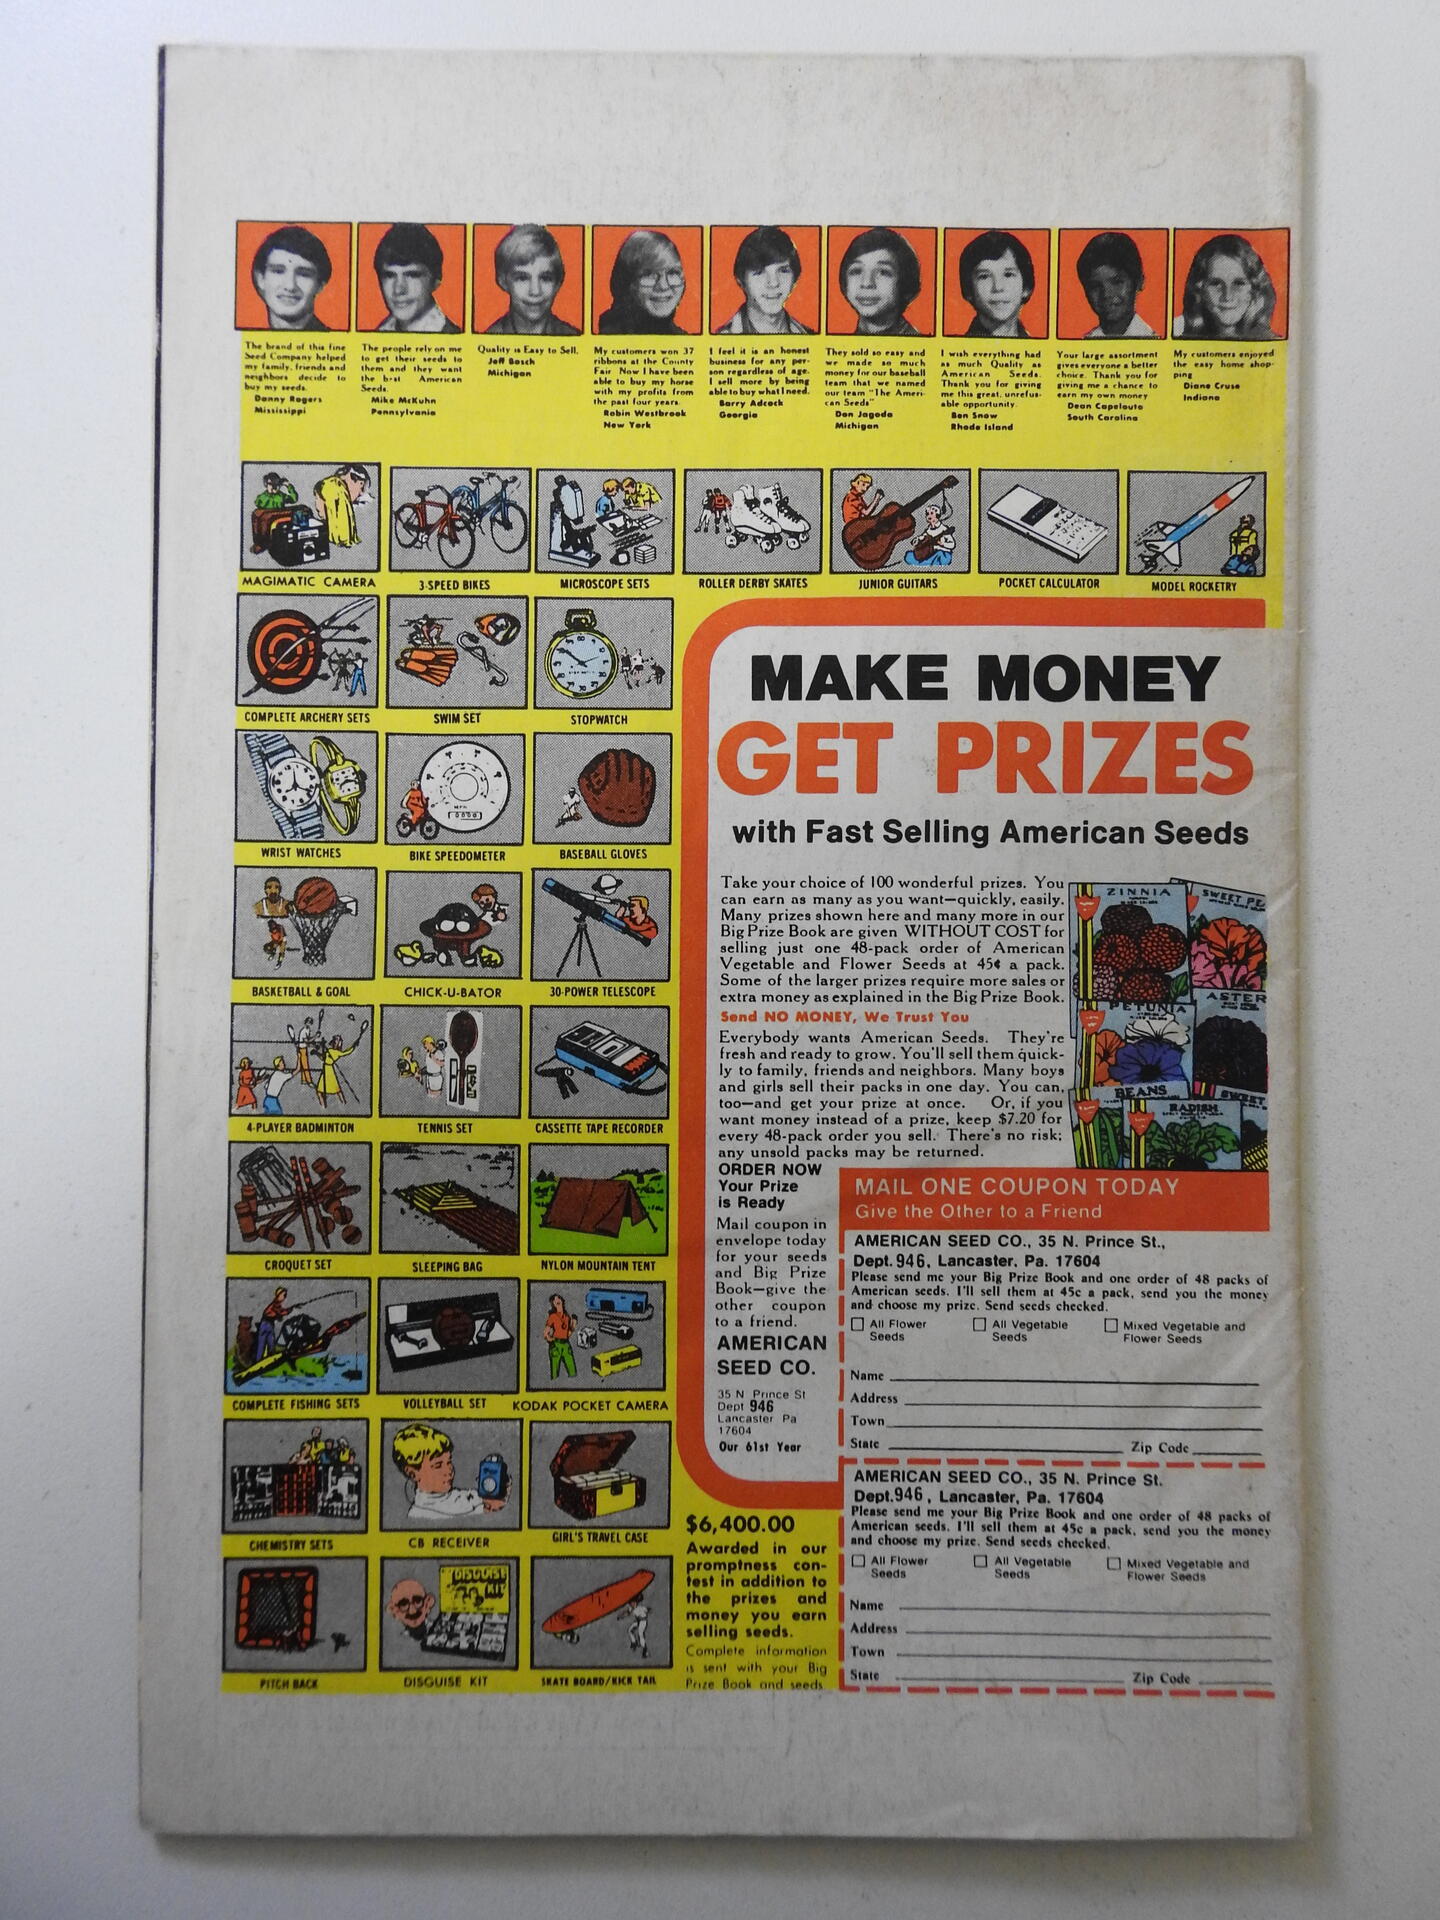 The brand of this fine
Seed Company helped
my family, friends and
neighbors decide to
buy my seeds.
Danny Rogers
Mississippi
The people rely on me
to get their seeds to
them and they want
the best American
Seeds.
Mike McKuhn
Pennsylvania
Quality is Easy to Sell.
Jeff Bosch
Michigan
My customers won 37
ribbons at the County
Fair Now I have been
able to buy my horse
with my profits from
the past four years.
Robin Westbrook
New York
I feel it is an honest
business for any per-
son regardless of age.
I sell more by being
able to buy what I need.
Barry Adcock
Georgia
They sold so easy and
we made so much
money for our baseball
team that we named
our team "The Ameri-
can Seeds"
Don Jagoda
Michigan
I wish everything had
as much Quality as
American Seeds.
Thank you for giving
me this great, unrefus-
able opportunity.
Ben Snow
Rhode Island
Your large assortment
gives everyone a better
choice. Thank you for
giving me a chance to
earn my own money
Dean Capelouto
South Carolina
My customers enjoyed
the easy home shop-
ping
Diane Cruse
Indiana
MAGIMATIC CAMERA
3-SPEED BIKES
MICROSCOPE SETS
ROLLER DERBY SKATES
JUNIOR GUITARS
POCKET CALCULATOR
MODEL ROCKETRY
COMPLETE ARCHERY SETS
SWIM SET
STOPWATCH
WRIST WATCHES
BIKE SPEEDOMETER
BASEBALL GLOVES
BASKETBALL & GOAL
CHICK-U-BATOR
30-POWER TELESCOPE
4-PLAYER BADMINTON
TENNIS SET
CASSETTE TAPE RECORDER
CROQUET SET
SLEEPING BAG
NYLON MOUNTAIN TENT
COMPLETE FISHING SETS
VOLLEYBALL SET
KODAK POCKET CAMERA
CHEMISTRY SETS
CB RECEIVER
GIRL'S TRAVEL CASE
DISGUISE
KIT
PITCH BACK
DISGUISE KIT
SKATE BOARD/KICK TAIL
MAKE MONEY
GET PRIZES
with Fast Selling American Seeds
Take your choice of 100 wonderful prizes. You
can earn as many as you want—quickly, easily.
Many prizes shown here and many more in our
Big Prize Book are given WITHOUT COST for
selling just one 48-pack order of American
Vegetable and Flower Seeds at 45¢ a pack.
Some of the larger prizes require more sales or
extra money as explained in the Big Prize Book.
Send NO MONEY, We Trust You
Everybody wants American Seeds. They're
fresh and ready to grow. You'll sell them quick-
ly to family, friends and neighbors. Many boys
and girls sell their packs in one day. You can,
too—and get your prize at once. Or, if you
want money instead of a prize, keep $7.20 for
every 48-pack order you sell. There's no risk;
any unsold packs may be returned.
ZINNIA
SWEET PE
PETUNIA
ASTER
BEANS
RADISH
SWEET
ORDER NOW
Your Prize
is Ready
Mail coupon in
envelope today
for your seeds
and Big Prize
Book—give the
other coupon
to a friend.
AMERICAN
SEED CO.
35 N Prince St
Dept 946
Lancaster Pa
17604
Our 61st Year
$6,400.00
Awarded in our
promptness con-
test in addition to
the prizes and
money you earn
selling seeds.
Complete information
is sent with your Big
Prize Book and seeds
MAIL ONE COUPON TODAY
Give the Other to a Friend
AMERICAN SEED CO., 35 N. Prince St.,
Dept. 946, Lancaster, Pa. 17604
Please send me your Big Prize Book and one order of 48 packs of
American seeds. I'll sell them at 45c a pack, send you the money
and choose my prize. Send seeds checked.
All Flower Seeds
All Vegetable Seeds
Mixed Vegetable and Flower Seeds
Name
Address
Town
State Zip Code
AMERICAN SEED CO., 35 N. Prince St.
Dept. 946, Lancaster, Pa. 17604
Please send me your Big Prize Book and one order of 48 packs of
American seeds. I'll sell them at 45c a pack, send you the money
and choose my prize. Send seeds checked.
All Flower Seeds
All Vegetable Seeds
Mixed Vegetable and Flower Seeds
Name
Address
Town
State Zip Code